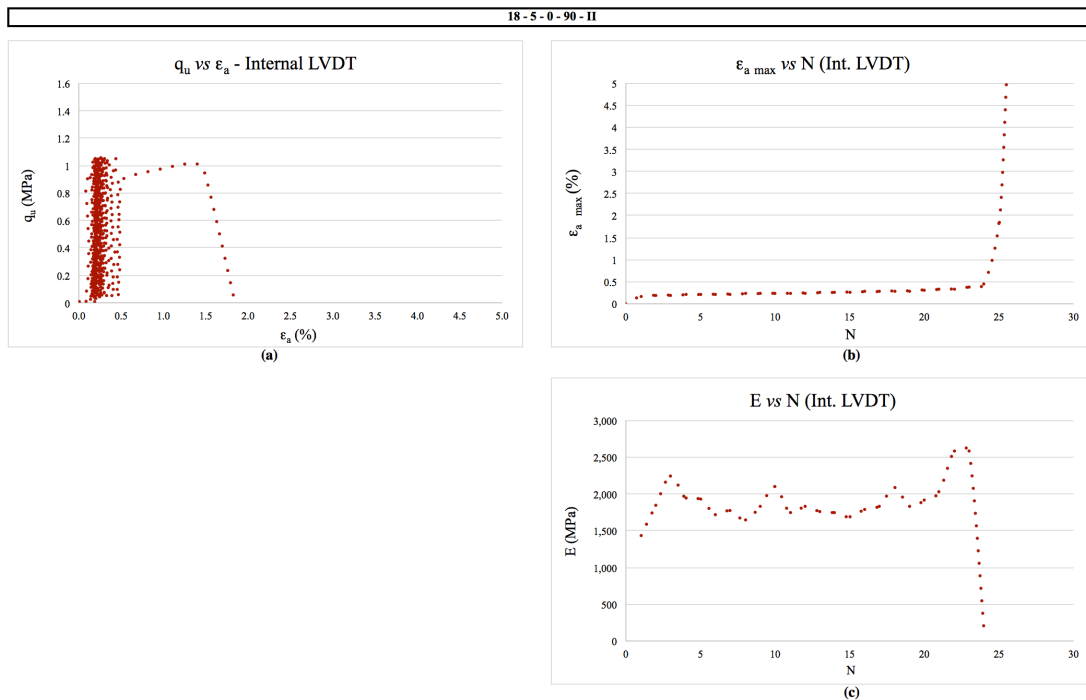 18 - 5 - 0 - 90 - II
qᵤ vs εₐ - Internal LVDT
1.6
1.4
1.2
1
0.8
0.6
0.4
0.2
0
qᵤ (MPa)
0.0 0.5 1.0 1.5 2.0 2.5 3.0 3.5 4.0 4.5 5.0
εₐ (%)
(a)
εₐ ₘₐₓ vs N (Int. LVDT)
5
4.5
4
3.5
3
2.5
2
1.5
1
0.5
0
εₐ ₘₐₓ (%)
0 5 10 15 20 25 30
N
(b)
E vs N (Int. LVDT)
3,000
2,500
2,000
1,500
1,000
500
0
E (MPa)
0 5 10 15 20 25 30
N
(c)